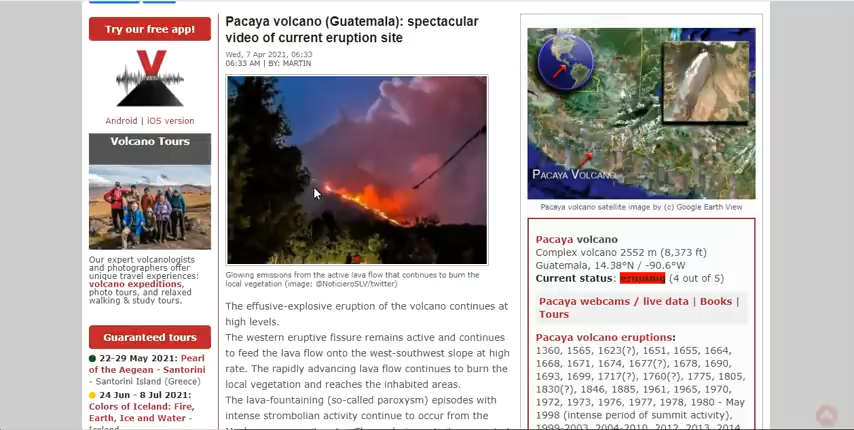 Try our free app!
Android | iOS version
Volcano Tours
Our expert volcanologists
and photographers offer
unique travel experiences:
volcano expeditions,
photo tours, and relaxed
walking & study tours.
Guaranteed tours
22-29 May 2021: Pearl
of the Aegean - Santorini
- Santorini Island (Greece)
24 Jun - 8 Jul 2021:
Colors of Iceland: Fire,
Earth, Ice and Water -
Iceland
Pacaya volcano (Guatemala): spectacular
video of current eruption site
Wed, 7 Apr 2021, 06:33
06:33 AM | BY: MARTIN
Glowing emissions from the active lava flow that continues to burn the
local vegetation (image: @NoticieroSLV/twitter)
The effusive-explosive eruption of the volcano continues at
high levels.
The western eruptive fissure remains active and continues
to feed the lava flow onto the west-southwest slope at high
rate. The rapidly advancing lava flow continues to burn the
local vegetation and reaches the inhabited areas.
The lava-fountaining (so-called paroxysm) episodes with
intense strombolian activity continue to occur from the
PACAYA VOLCANO
Pacaya volcano satellite image by (c) Google Earth View
Pacaya volcano
Complex volcano 2552 m (8,373 ft)
Guatemala, 14.38°N / -90.6°W
Current status: erupting (4 out of 5)
Pacaya webcams / live data | Books |
Tours
Pacaya volcano eruptions:
1360, 1565, 1623(?), 1651, 1655, 1664,
1668, 1671, 1674, 1677(?), 1678, 1690,
1693, 1699, 1717(?), 1760(?), 1775, 1805,
1830(?), 1846, 1885, 1961, 1965, 1970,
1972, 1973, 1976, 1977, 1978, 1980 - May
1998 (intense period of summit activity),
1999-2003, 2004-2010, 2012, 2013, 2014